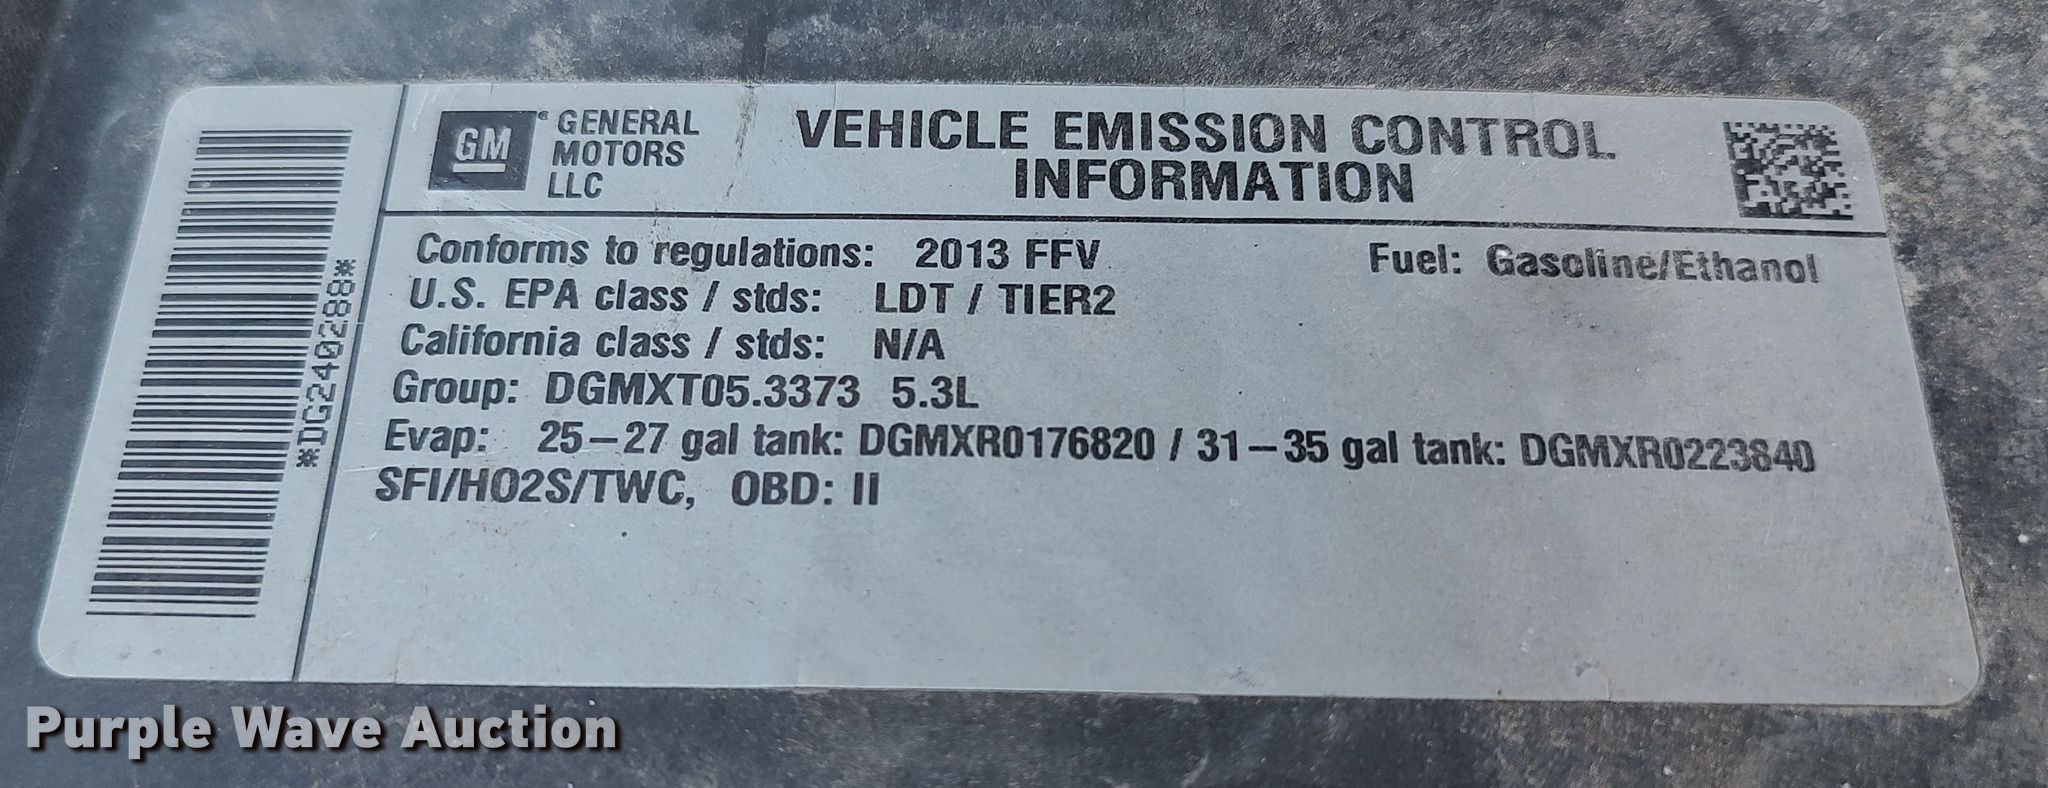 *DG240288*
GM
GENERAL
MOTORS
LLC
VEHICLE EMISSION CONTROL
INFORMATION
Conforms to regulations: 2013 FFV Fuel: Gasoline/Ethanol
U.S. EPA class / stds: LDT / TIER2
California class / stds: N/A
Group: DGMXT05.3373 5.3L
Evap: 25–27 gal tank: DGMXR0176820 / 31–35 gal tank: DGMXR0223840
SFI/HO2S/TWC, OBD: II
Purple Wave Auction